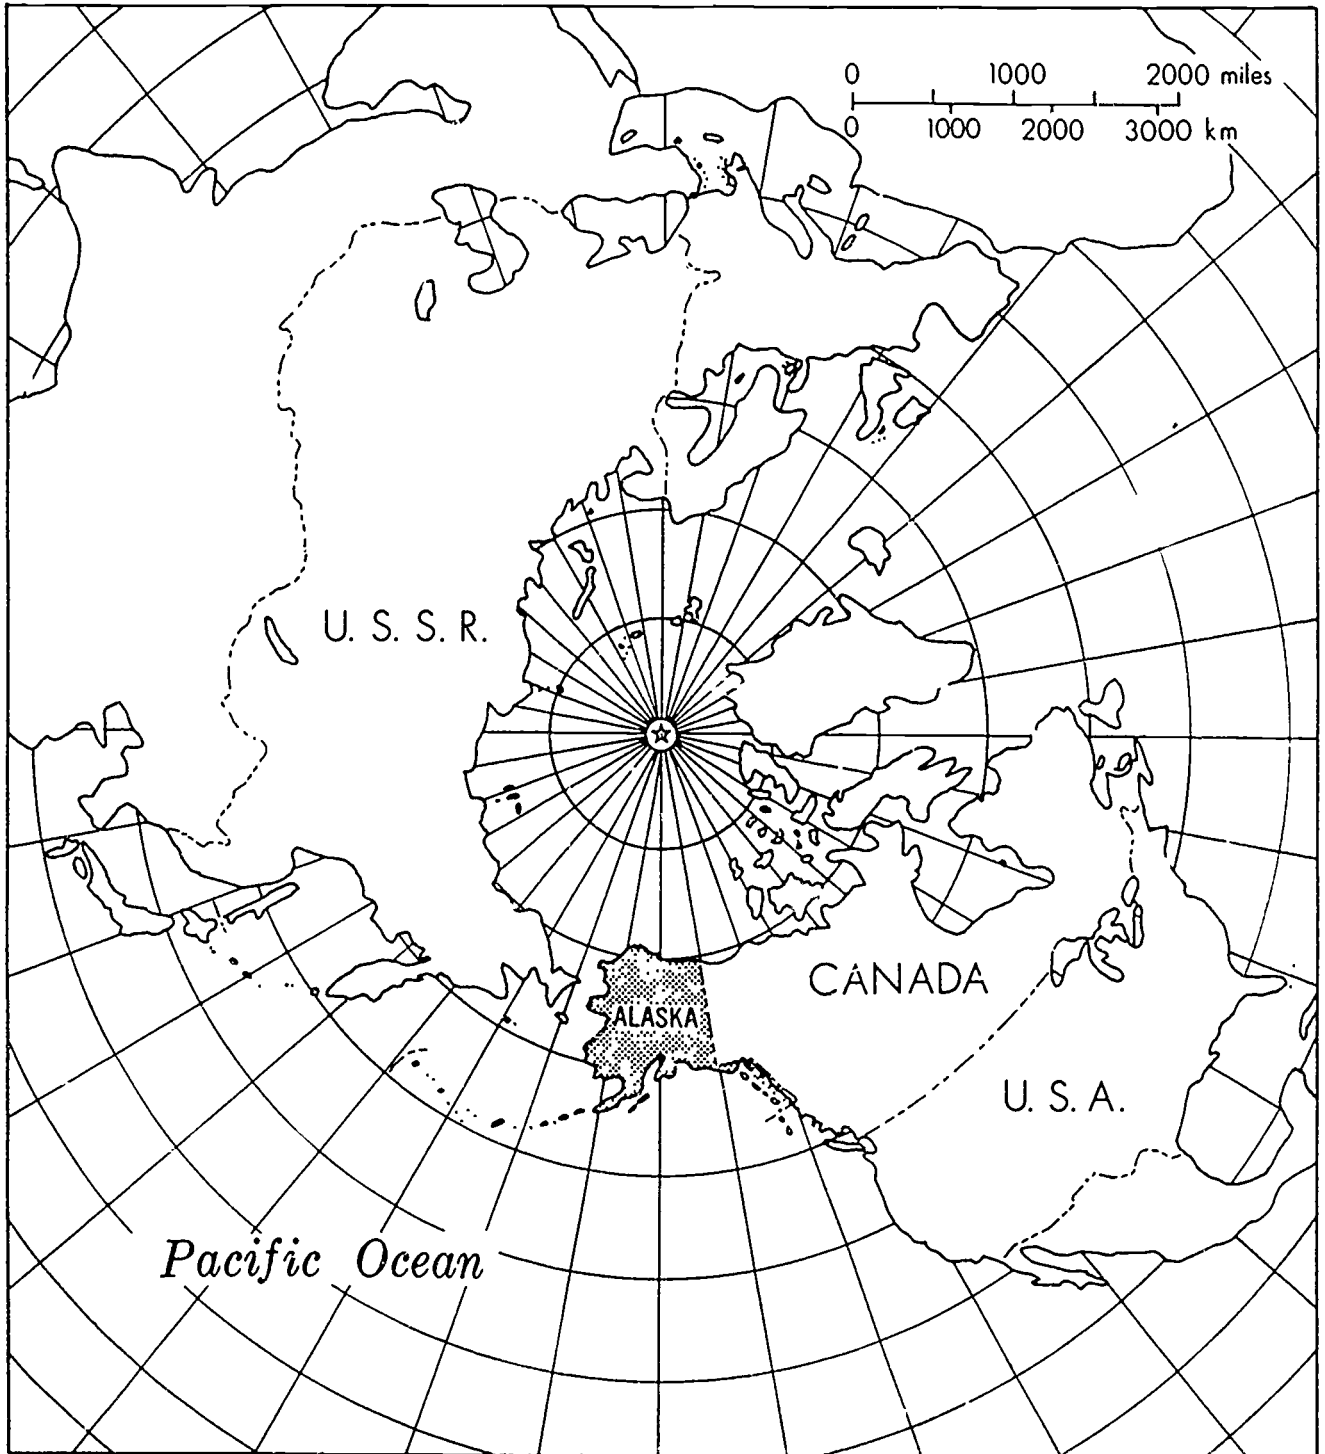 0 1000 2000 miles
0 1000 2000 3000 km
U. S. S. R.
CANADA
ALASKA
U. S. A.
Pacific Ocean